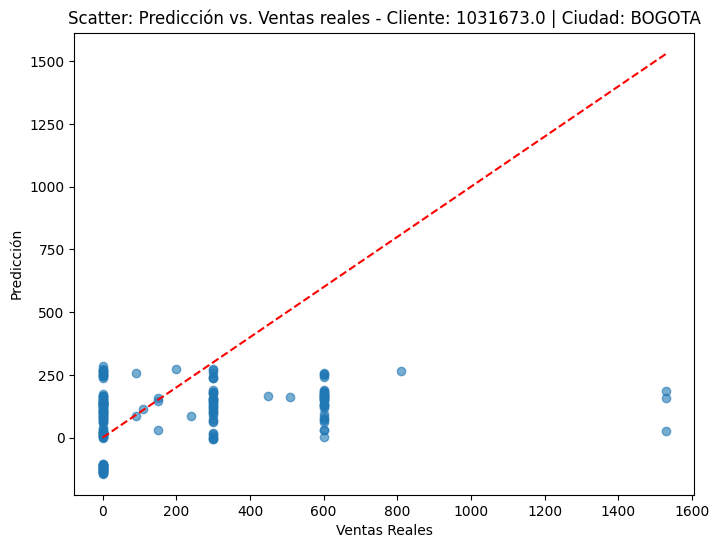 Scatter: Predicción vs. Ventas reales - Cliente: 1031673.0 | Ciudad: BOGOTA
1500
1250
1000
750
500
250
0
Predicción
0 200 400 600 800 1000 1200 1400 1600
Ventas Reales